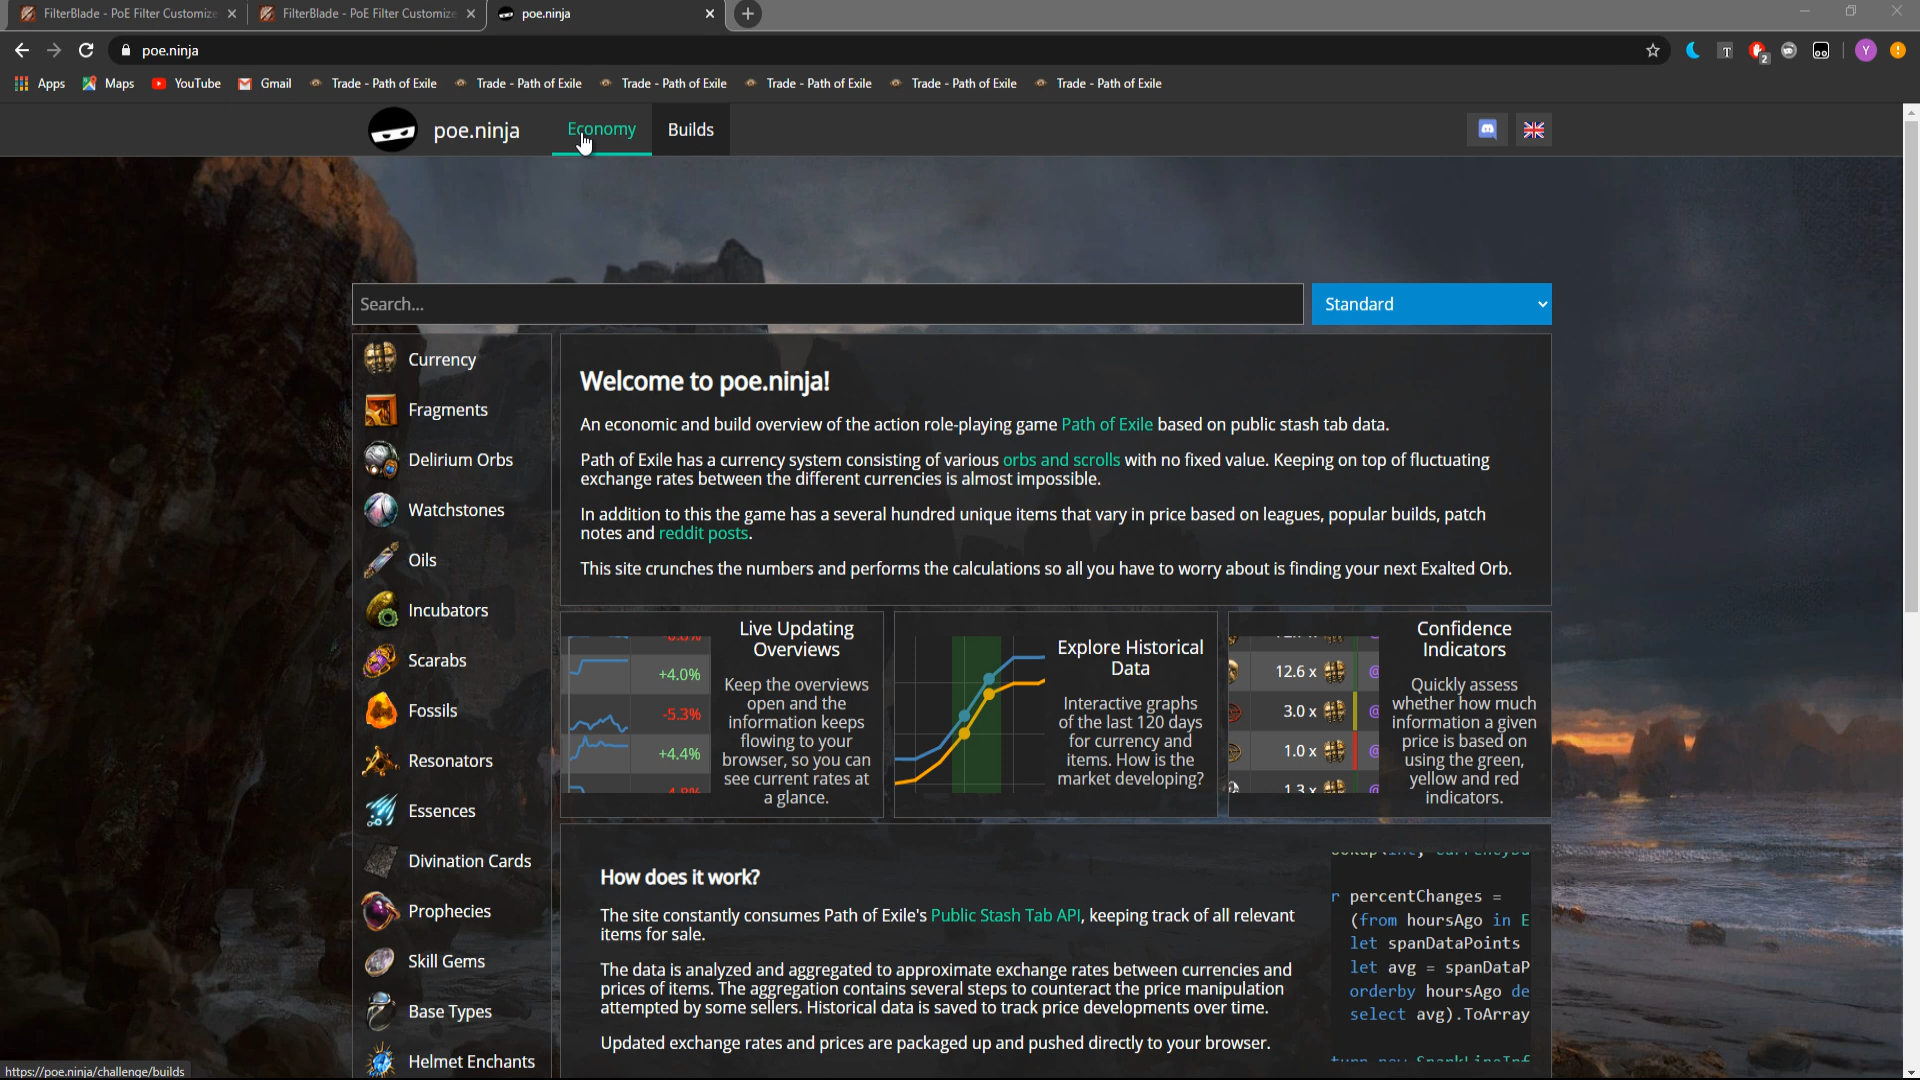 FilterBlade - PoE Filter Customize
FilterBlade - PoE Filter Customize
poe.ninja
poe.ninja
2
T
Y
Apps
Maps
YouTube
Gmail
Trade - Path of Exile
Trade - Path of Exile
Trade - Path of Exile
Trade - Path of Exile
Trade - Path of Exile
Trade - Path of Exile
poe.ninja
Economy
Builds
Search...
Standard
Currency
Fragments
Delirium Orbs
Watchstones
Oils
Incubators
Scarabs
Fossils
Resonators
Essences
Divination Cards
Prophecies
Skill Gems
Base Types
Helmet Enchants
Welcome to poe.ninja!
An economic and build overview of the action role-playing game Path of Exile based on public stash tab data.
Path of Exile has a currency system consisting of various orbs and scrolls with no fixed value. Keeping on top of fluctuating
exchange rates between the different currencies is almost impossible.
In addition to this the game has a several hundred unique items that vary in price based on leagues, popular builds, patch
notes and reddit posts.
This site crunches the numbers and performs the calculations so all you have to worry about is finding your next Exalted Orb.
+4.0%
-5.3%
+4.4%
Live Updating
Overviews
Keep the overviews
open and the
information keeps
flowing to your
browser, so you can
see current rates at
a glance.
Explore Historical
Data
Interactive graphs
of the last 120 days
for currency and
items. How is the
market developing?
12.6 x
3.0 x
1.0 x
1.3 x
Confidence
Indicators
Quickly assess
whether how much
information a given
price is based on
using the green,
yellow and red
indicators.
How does it work?
The site constantly consumes Path of Exile's Public Stash Tab API, keeping track of all relevant
items for sale.
The data is analyzed and aggregated to approximate exchange rates between currencies and
prices of items. The aggregation contains several steps to counteract the price manipulation
attempted by some sellers. Historical data is saved to track price developments over time.
Updated exchange rates and prices are packaged up and pushed directly to your browser.
r percentChanges =
(from hoursAgo in E
let spanDataPoints
let avg = spanDataP
orderby hoursAgo de
select avg).ToArray
https://poe.ninja/challenge/builds